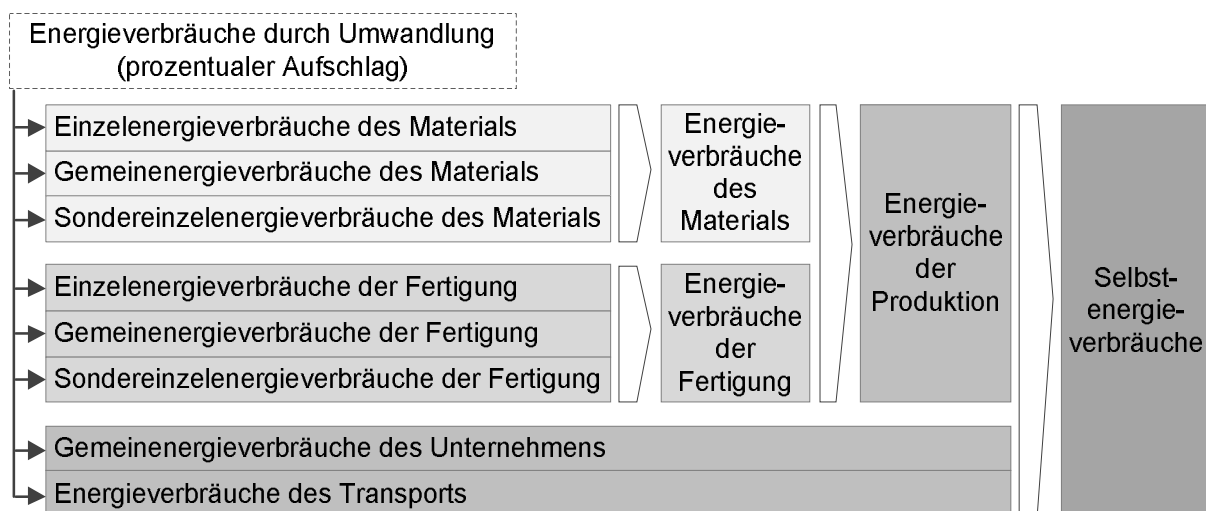 Energieverbräuche durch Umwandlung
(prozentualer Aufschlag)
Einzelenergieverbräuche des Materials
Gemeinenergieverbräuche des Materials
Sondereinzelenergieverbräuche des Materials
Energie-
verbräuche
des
Materials
Einzelenergieverbräuche der Fertigung
Gemeinenergieverbräuche der Fertigung
Sondereinzelenergieverbräuche der Fertigung
Energie-
verbräuche
der
Fertigung
Energie-
verbräuche
der
Produktion
Gemeinenergieverbräuche des Unternehmens
Energieverbräuche des Transports
Selbst-
energie-
verbräuche